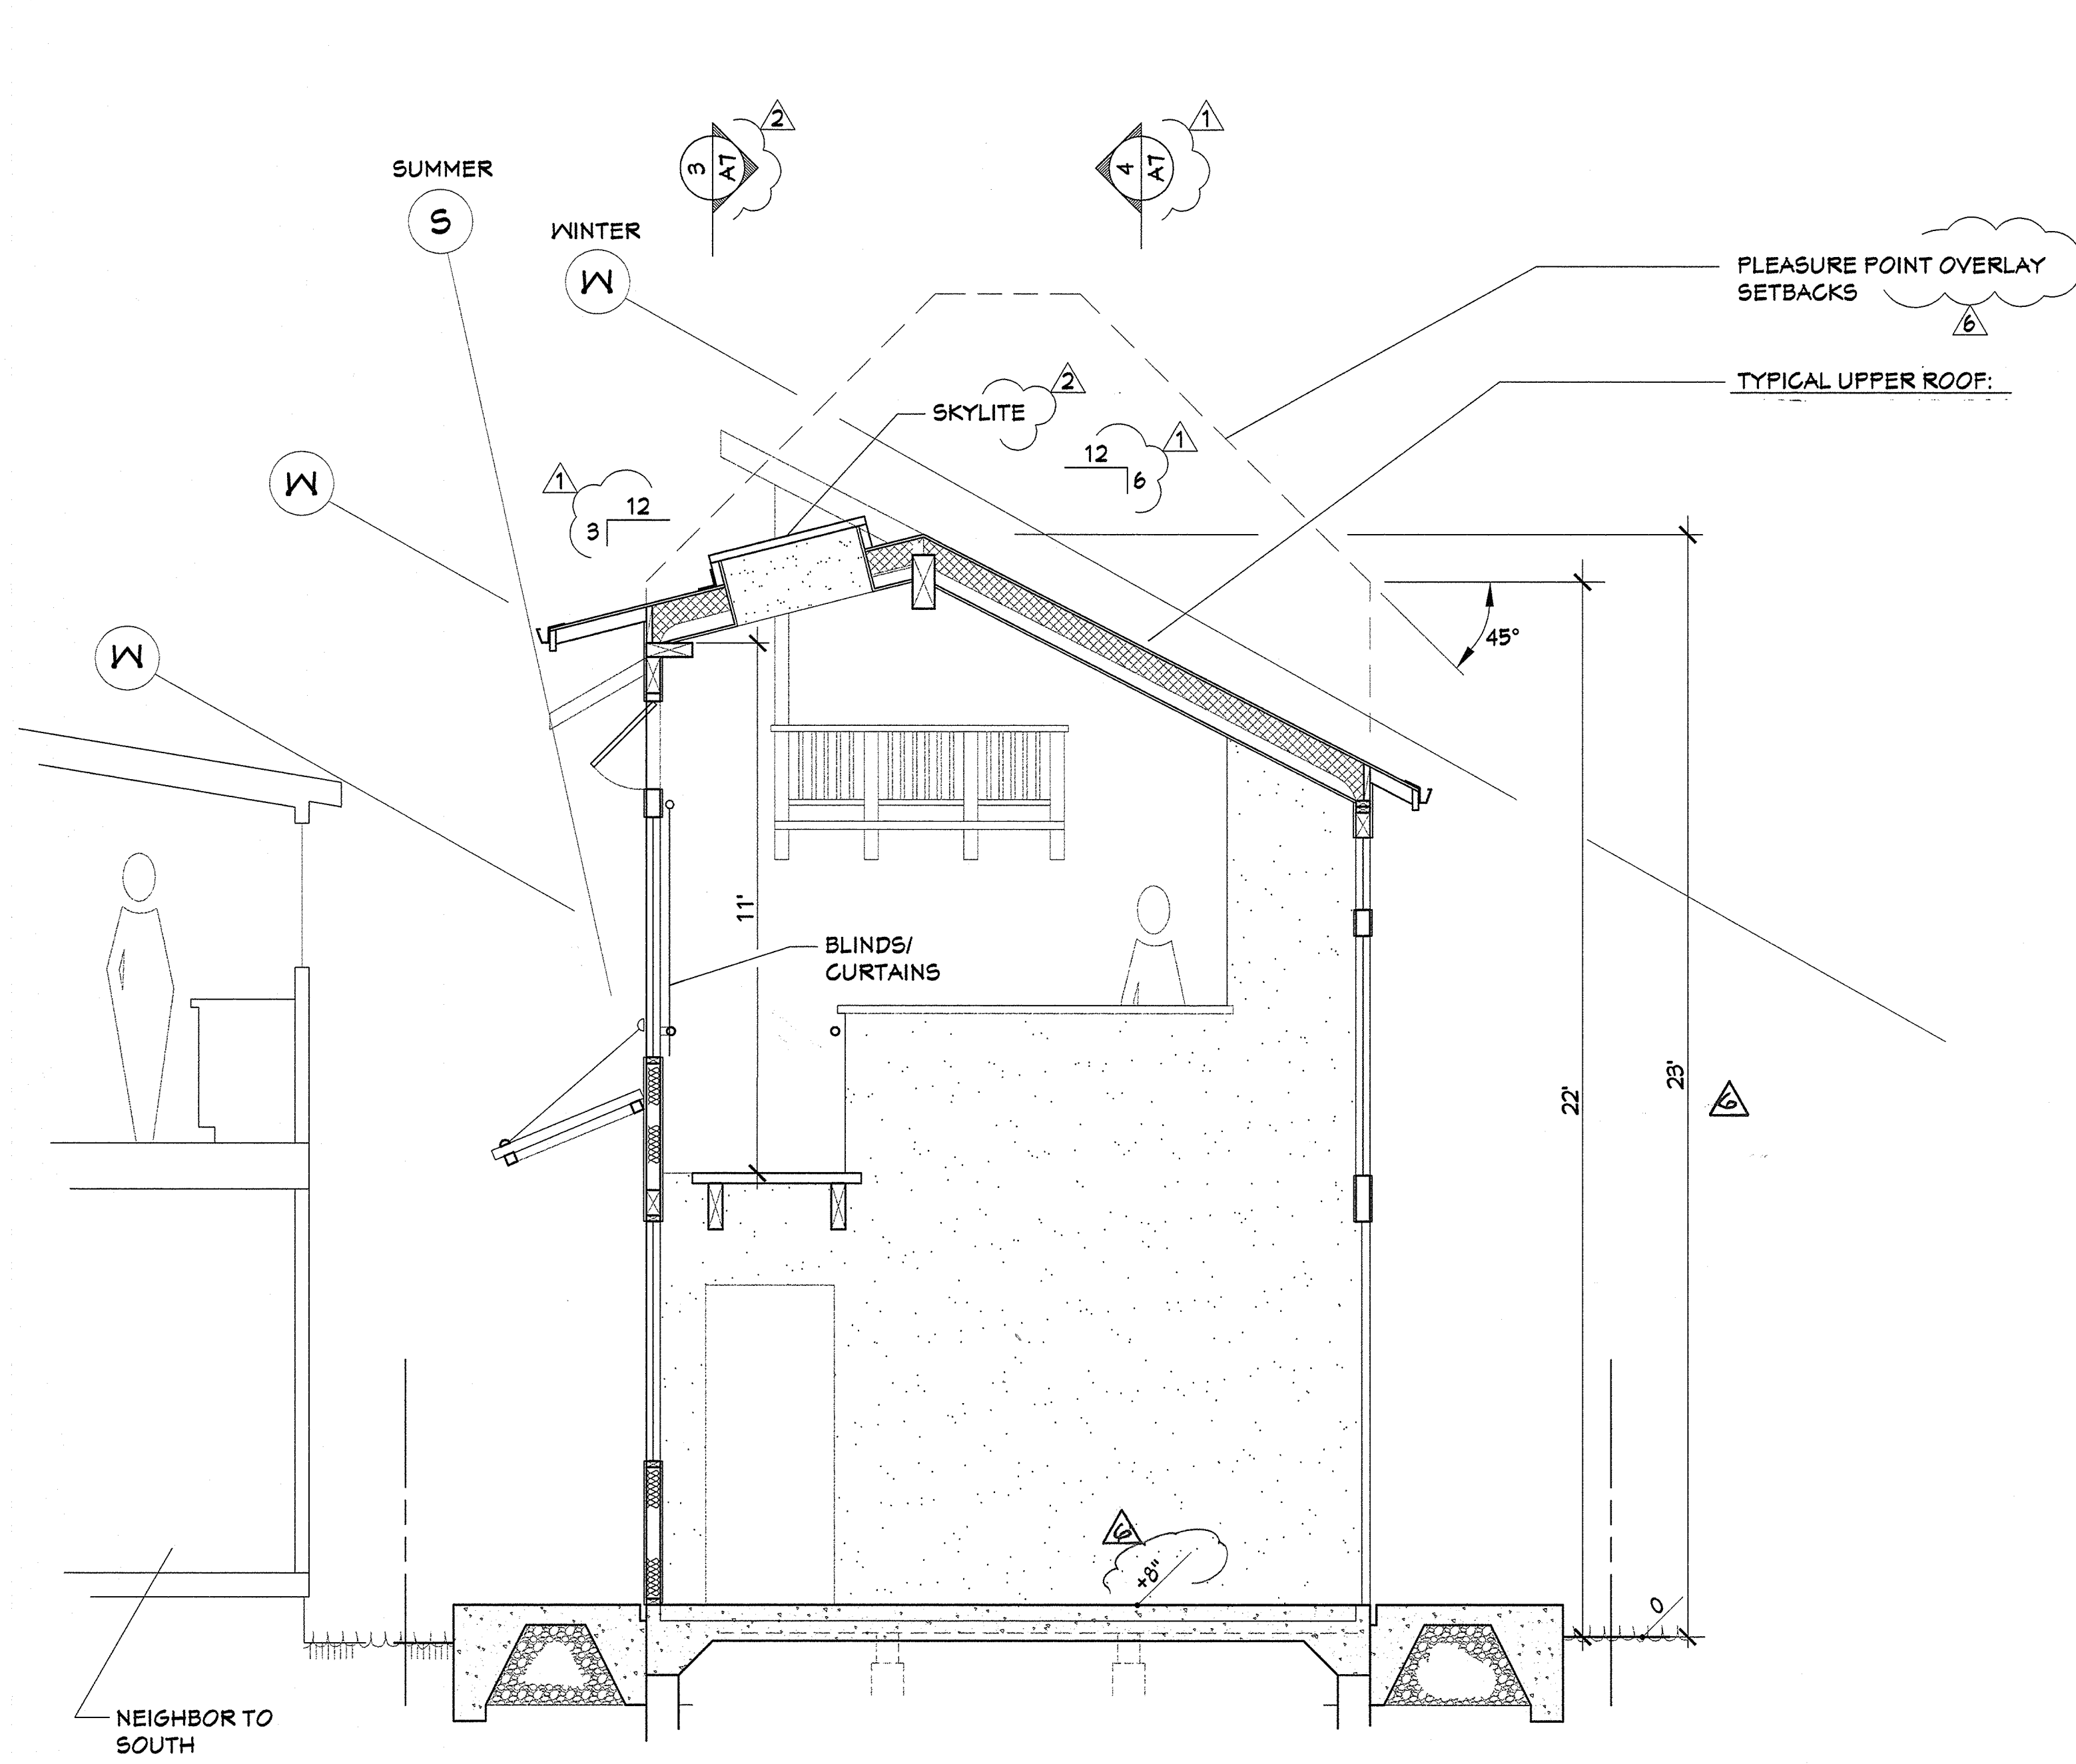 2
1
3
A7
4
A7
SUMMER
S
WINTER
W
PLEASURE POINT OVERLAY
SETBACKS
6
2
TYPICAL UPPER ROOF:
SKYLITE
1
12
6
W
1
12
3
45°
W
11'
BLINDS/
CURTAINS
22'
23'
6
6
+8"
0
NEIGHBOR TO
SOUTH